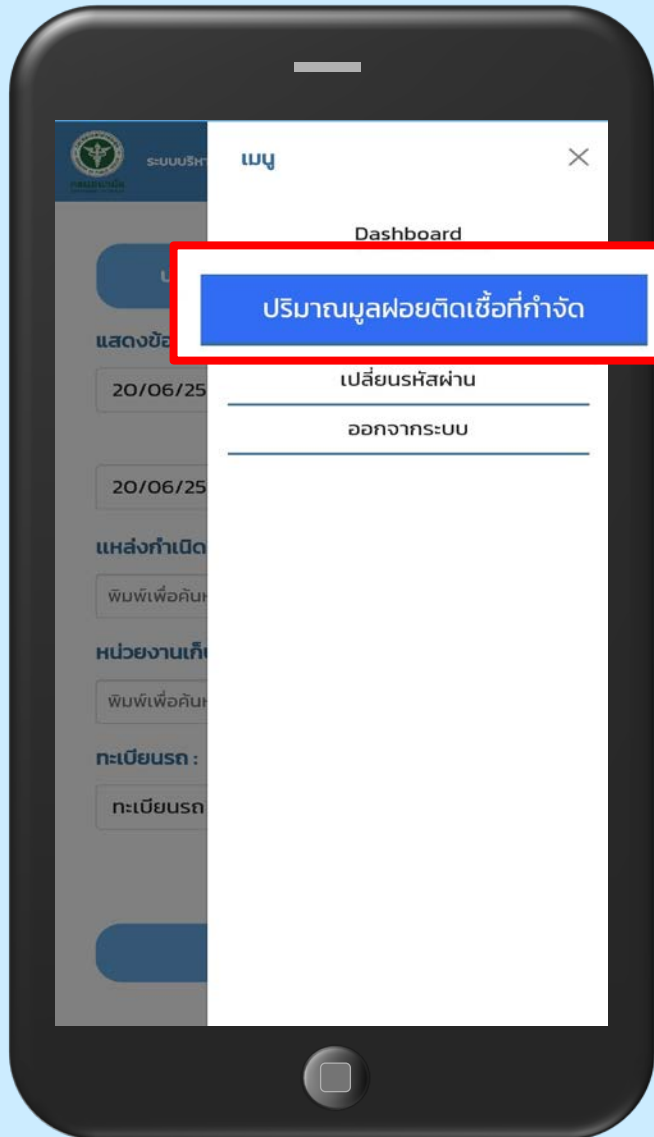 ระบบบริหา
เมนู
Dashboard
ปริมาณมูลฝอยติดเชื้อที่กำจัด
แสดงข้อ
20/06/25
เปลี่ยนรหัสผ่าน
ออกจากระบบ
20/06/25
แหล่งกำเนิด
พิมพ์เพื่อค้นห
หน่วยงานเก็
พิมพ์เพื่อค้นห
ทะเบียนรถ :
ทะเบียนรถ